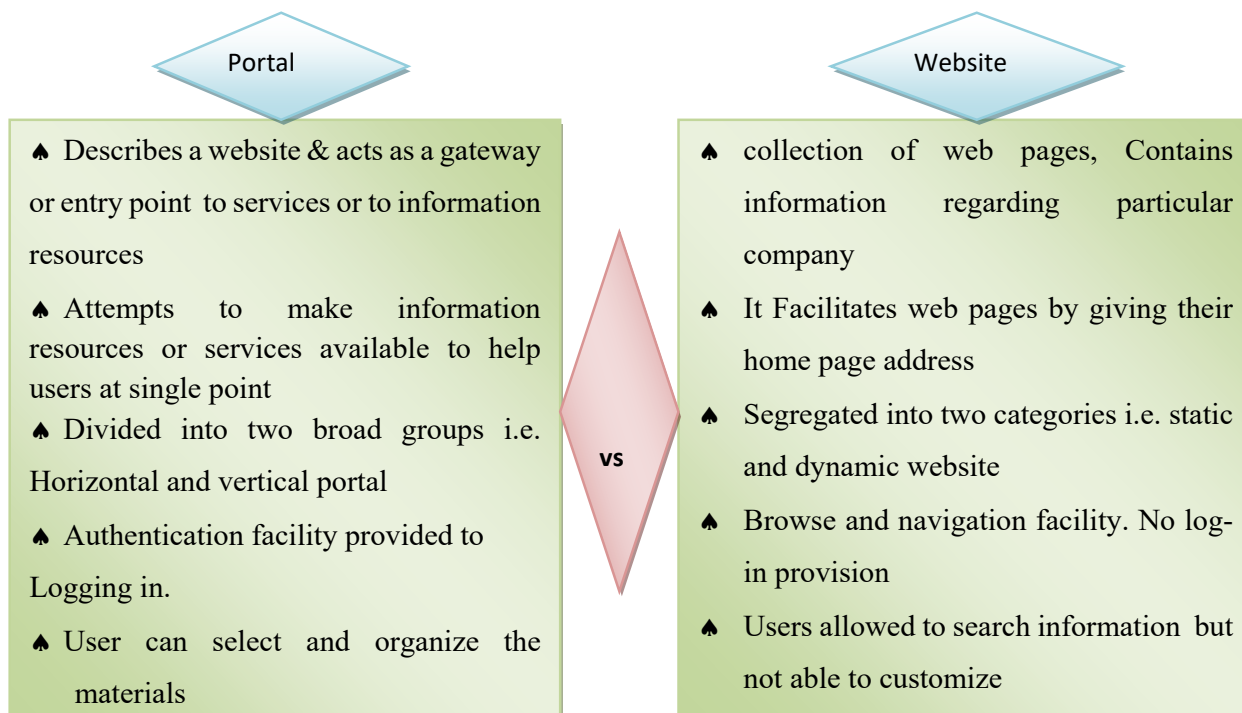 Portal
♠ Describes a website & acts as a gateway
or entry point to services or to information
resources
♠ Attempts to make information
resources or services available to help
users at single point
♠ Divided into two broad groups i.e.
Horizontal and vertical portal
♠ Authentication facility provided to
Logging in.
♠ User can select and organize the
materials
vs
Website
♠ collection of web pages, Contains
information regarding particular
company
♠ It Facilitates web pages by giving their
home page address
♠ Segregated into two categories i.e. static
and dynamic website
♠ Browse and navigation facility. No log-
in provision
♠ Users allowed to search information but
not able to customize